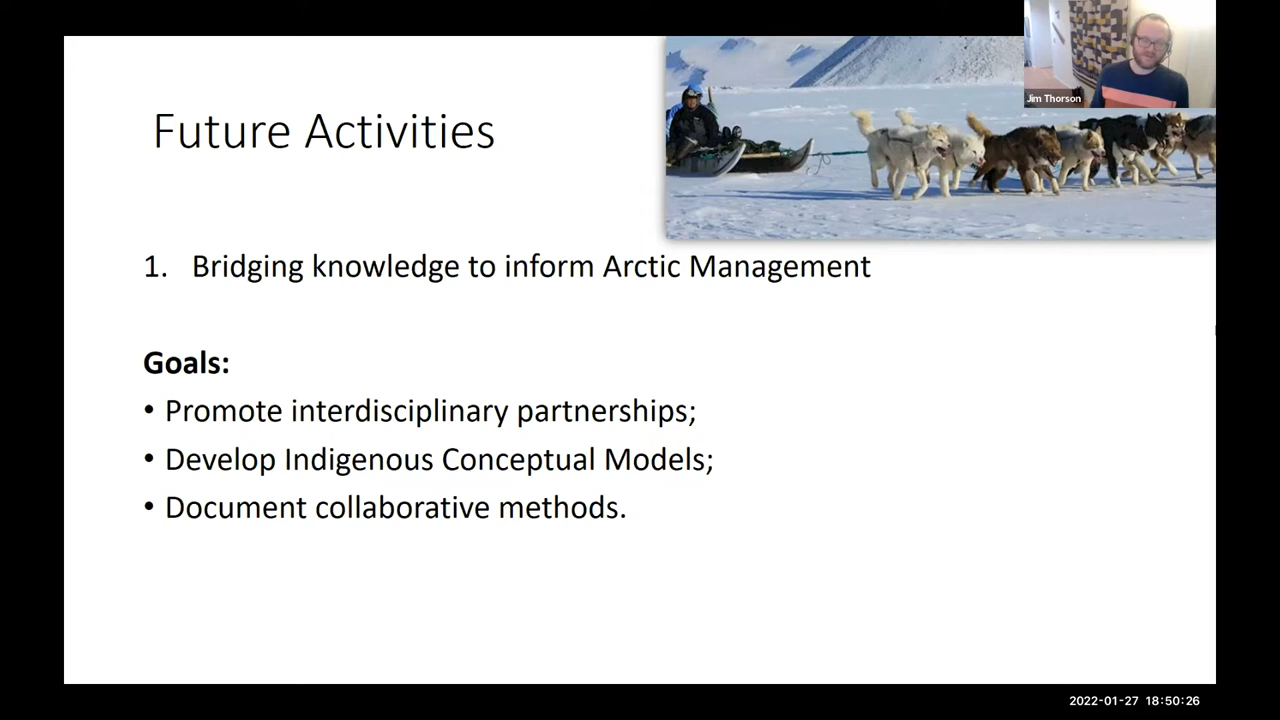 Jim Thorson
Future Activities
1. Bridging knowledge to inform Arctic Management
Goals:
• Promote interdisciplinary partnerships;
• Develop Indigenous Conceptual Models;
• Document collaborative methods.
2022-01-27 18:50:26